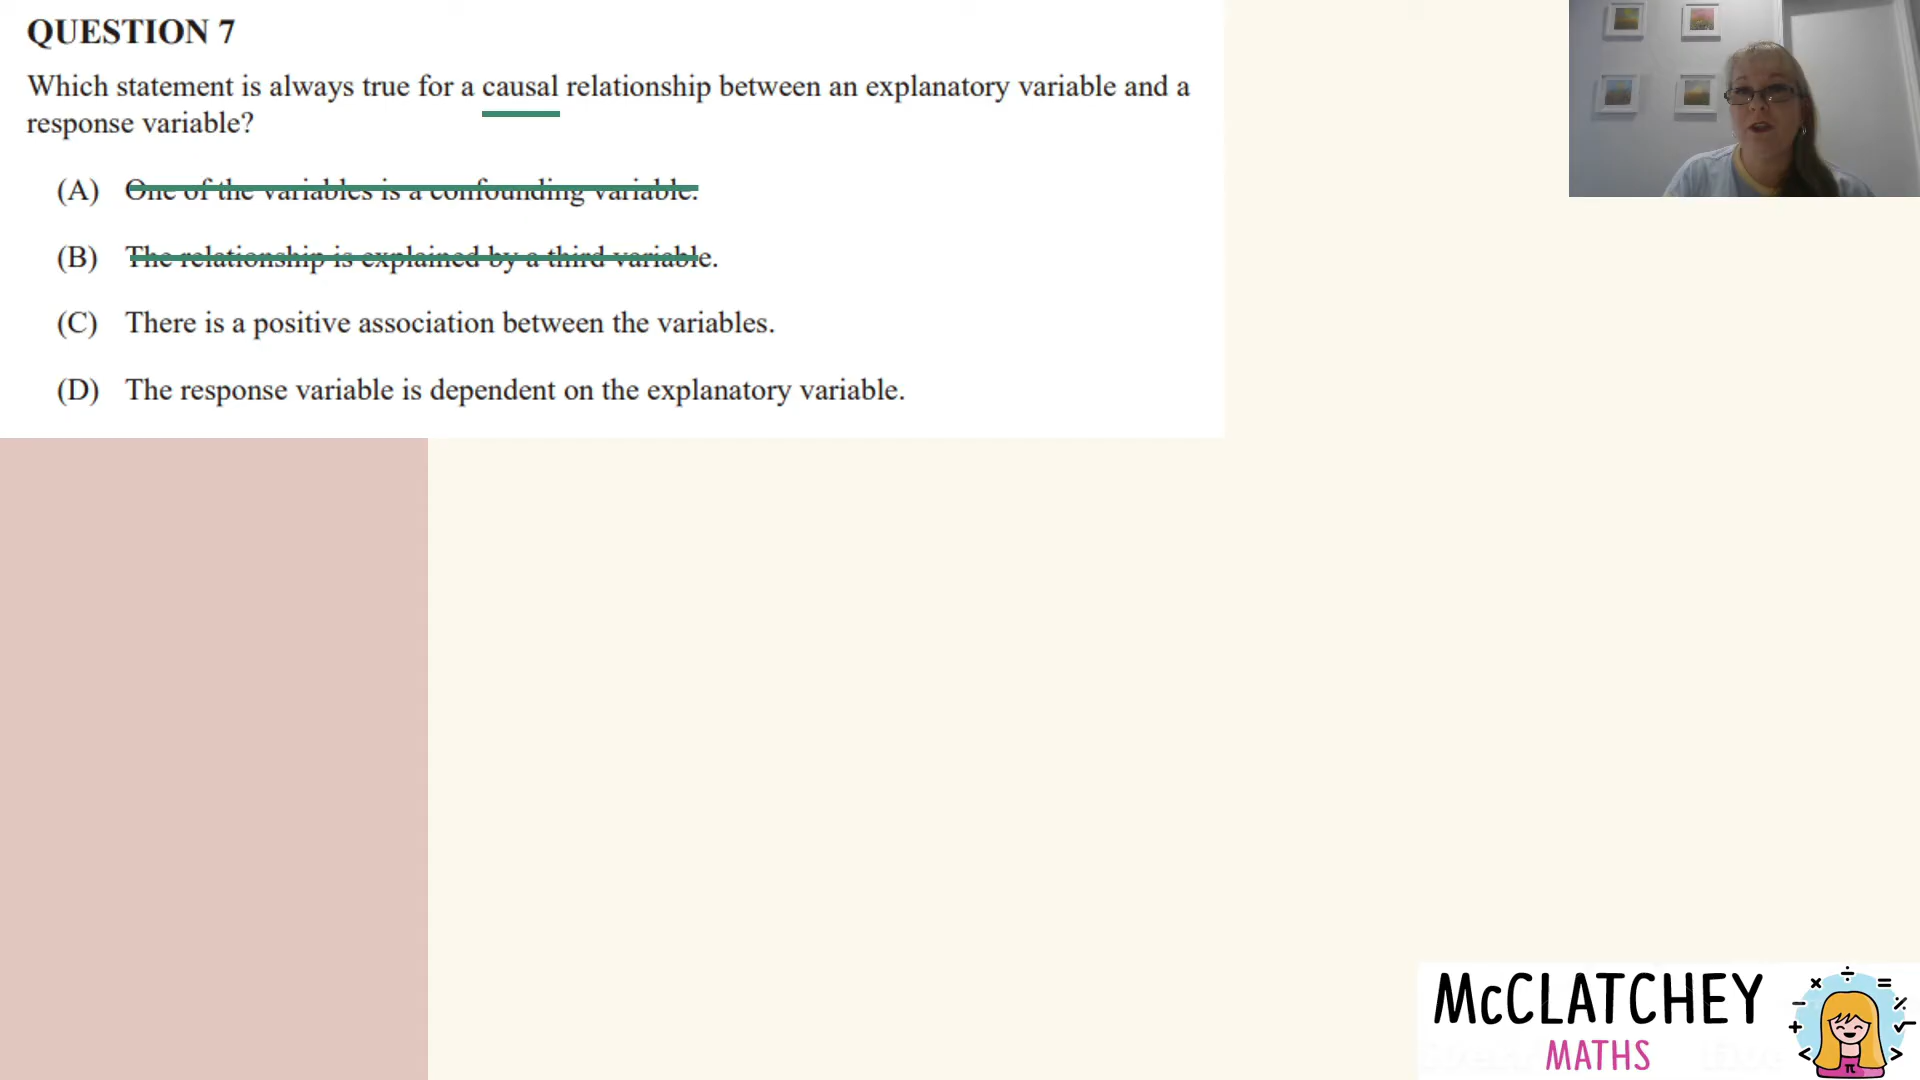 QUESTION 7
Which statement is always true for a causal relationship between an explanatory variable and a
response variable?
(A) One of the variables is a confounding variable.
(B) The relationship is explained by a third variable.
(C) There is a positive association between the variables.
(D) The response variable is dependent on the explanatory variable.
McCLATCHEY
MATHS